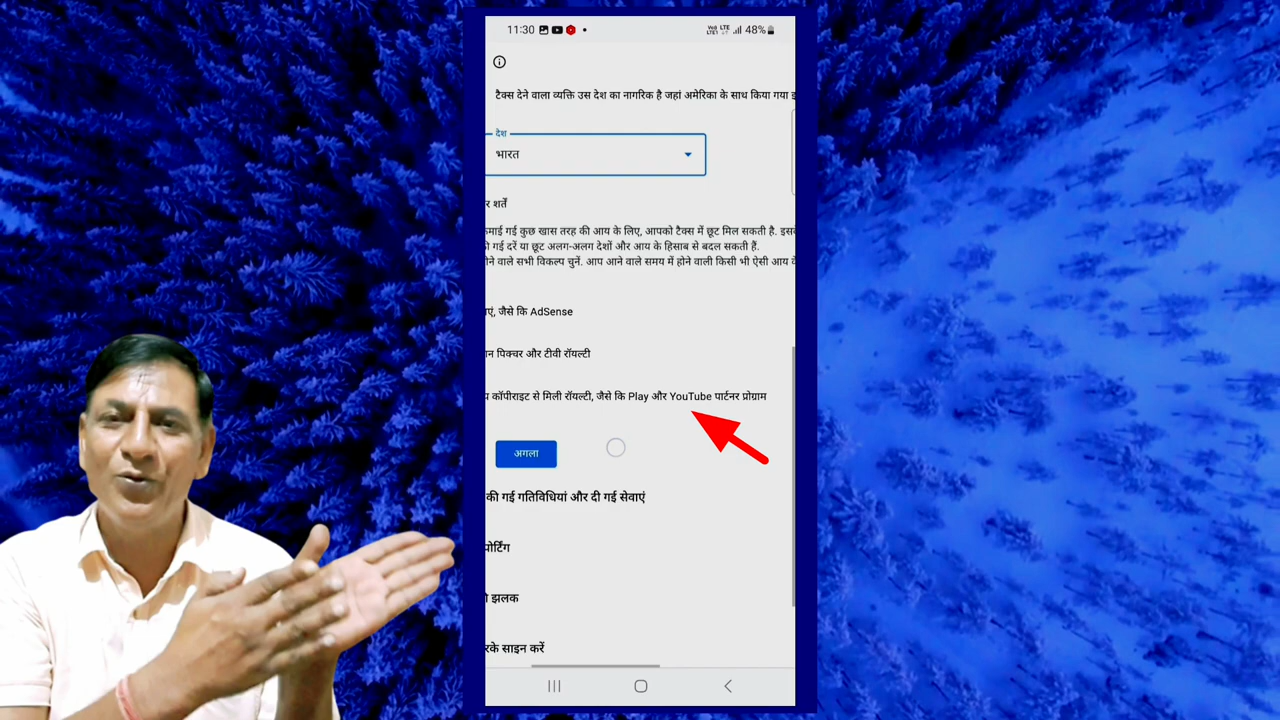 11:30 48%
टैक्स देने वाला व्यक्ति उस देश का नागरिक है जहां अमेरिका के साथ किया गया
देश
भारत
र शर्तें
कमाई गई कुछ खास तरह की आय के लिए, आपको टैक्स में छूट मिल सकती है. इसक
की गई दरें या छूट अलग-अलग देशों और आय के हिसाब से बदल सकती हैं.
ोने वाले सभी विकल्प चुनें. आप आने वाले समय में होने वाली किसी भी ऐसी आय
एं, जैसे कि AdSense
न पिक्चर और टीवी रॉयल्टी
य कॉपीराइट से मिली रॉयल्टी, जैसे कि Play और YouTube पार्टनर प्रोग्राम
अगला
की गई गतिविधियां और दी गई सेवाएं
पोर्टिंग
ी झलक
रके साइन करें